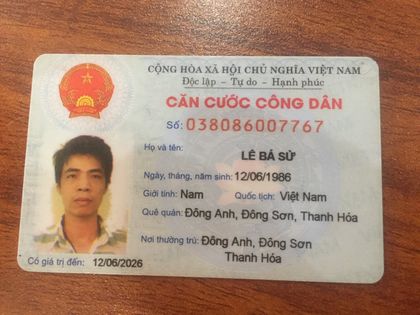 CỘNG HÒA XÃ HỘI CHỦ NGHĨA VIỆT NAM
Độc lập - Tự do - Hạnh phúc
CĂN CƯỚC CÔNG DÂN
Số: 038086007767
Họ và tên:
LÊ BÁ SỬ
Ngày, tháng, năm sinh: 12/06/1986
Giới tính: Nam Quốc tịch: Việt Nam
Quê quán: Đông Anh, Đông Sơn, Thanh Hóa
Nơi thường trú: Đông Anh, Đông Sơn
Thanh Hóa
Có giá trị đến: 12/06/2026